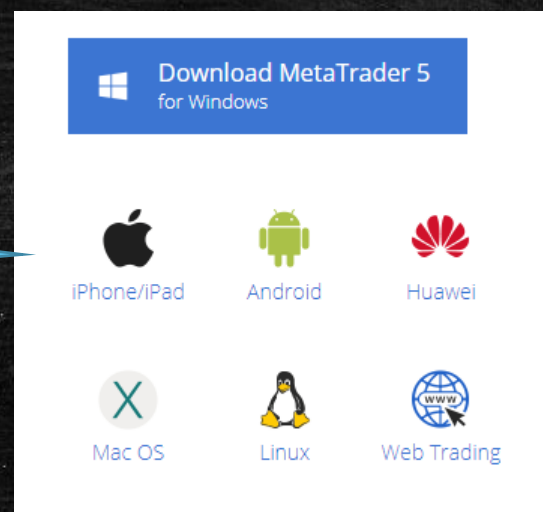 Download MetaTrader 5
for Windows
iPhone/iPad
Android
Huawei
X
www
Mac OS
Linux
Web Trading